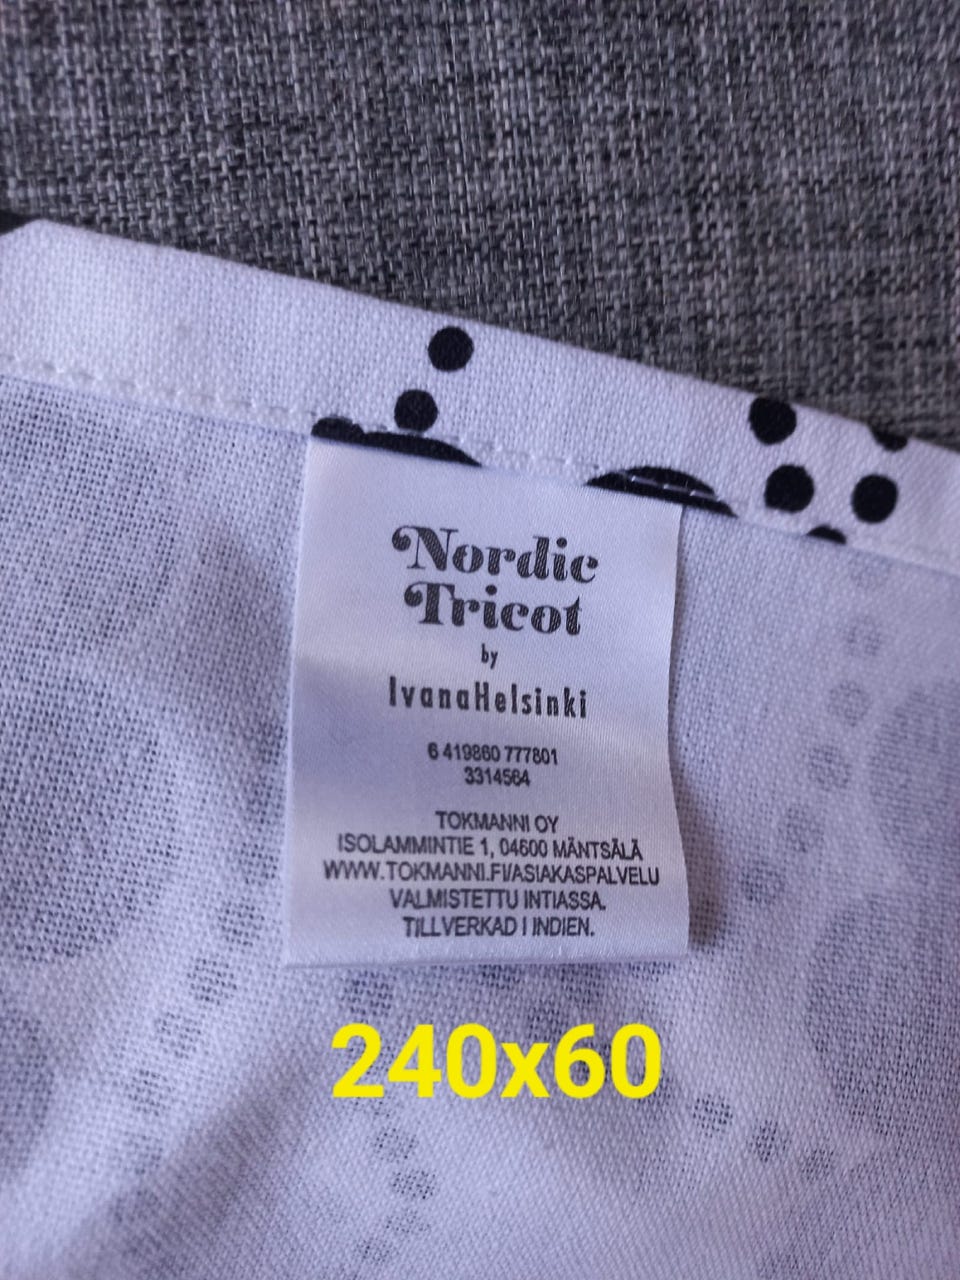 Nordic
Tricot
by
IvanaHelsinki
6 419860 777801
3314564
TOKMANNI OY
ISOLAMMINTIE 1, 04600 MÄNTSÄLÄ
WWW.TOKMANNI.FI/ASIAKASPALVELU
VALMISTETTU INTIASSA.
TILLVERKAD I INDIEN.
240x60